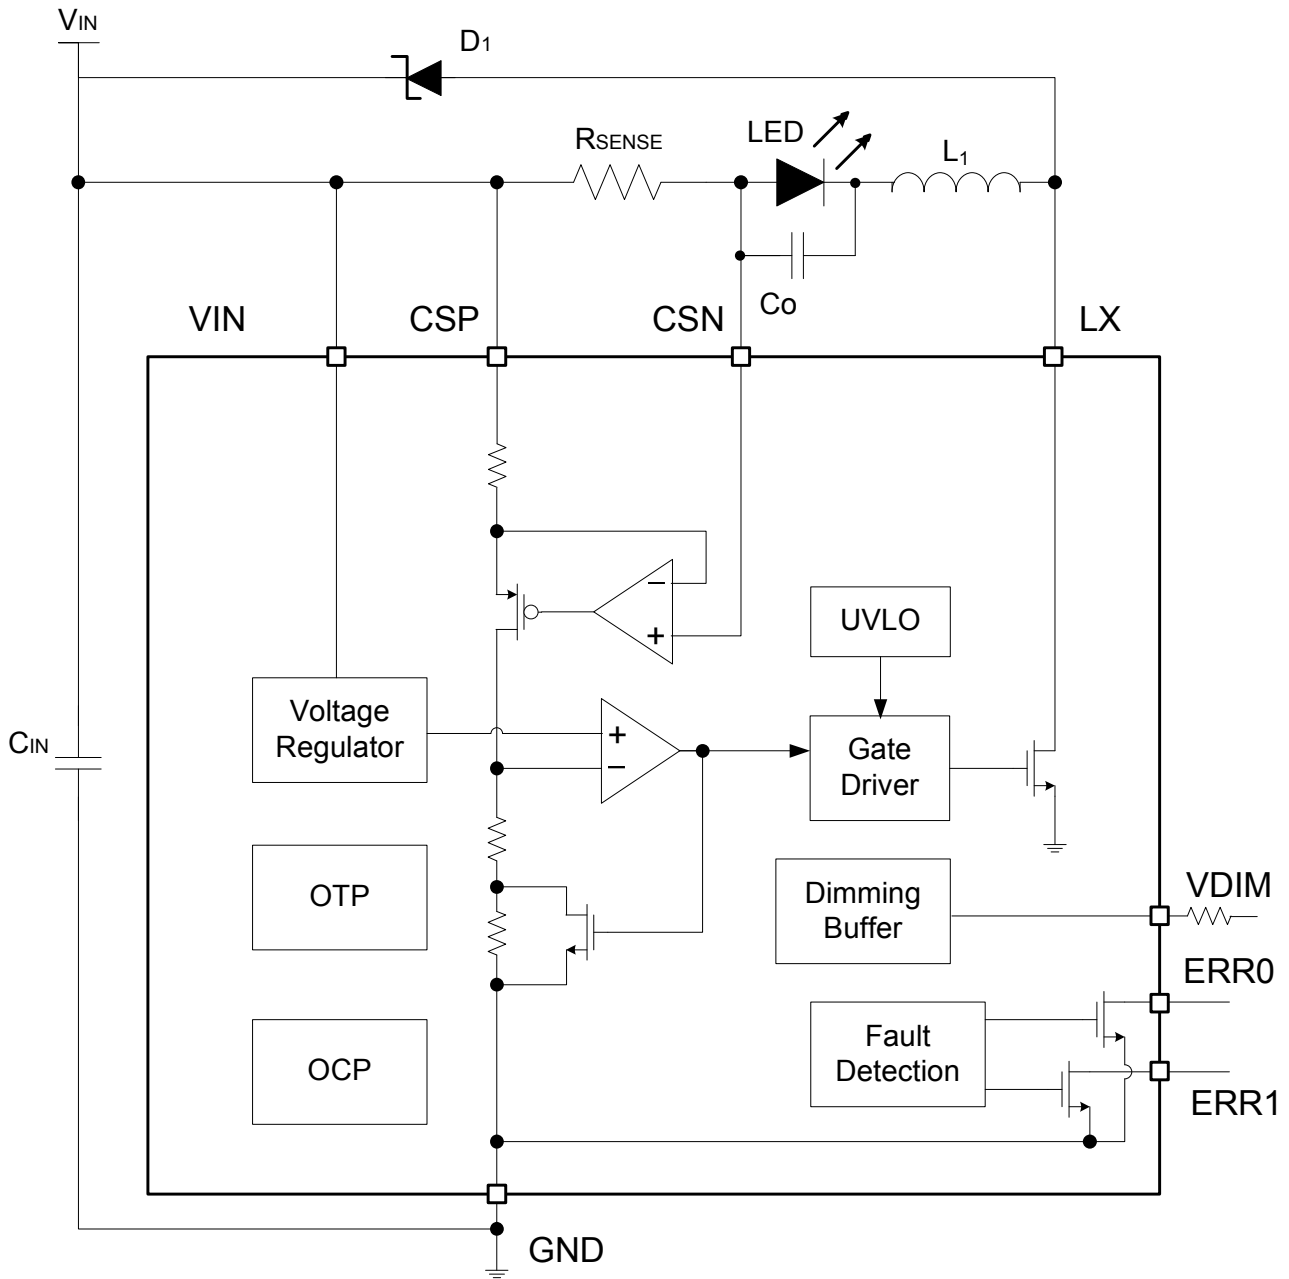 VIN
D1
RSENSE
LED
L1
Co
VIN
CSP
CSN
LX
−
+
UVLO
Voltage
Regulator
+
−
Gate
Driver
CIN
OTP
Dimming
Buffer
VDIM
ERR0
Fault
Detection
OCP
ERR1
GND